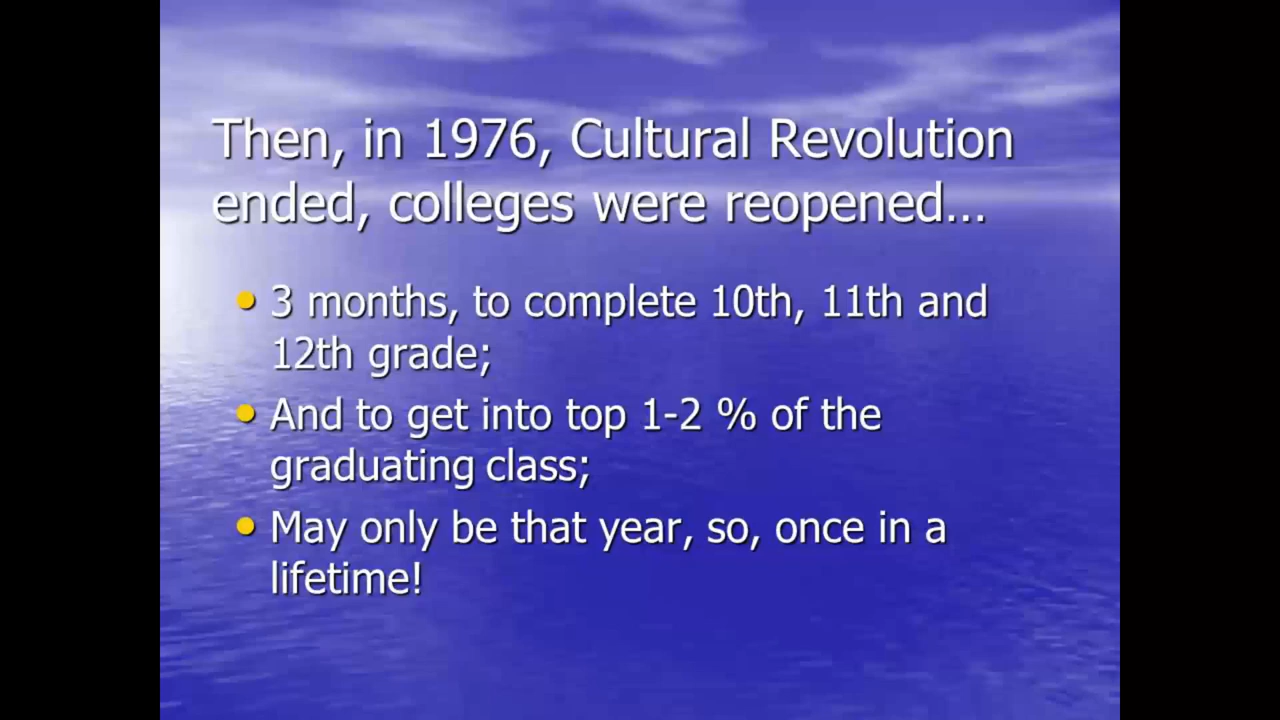 Then, in 1976, Cultural Revolution
ended, colleges were reopened…
• 3 months, to complete 10th, 11th and
12th grade;
• And to get into top 1-2 % of the
graduating class;
• May only be that year, so, once in a
lifetime!